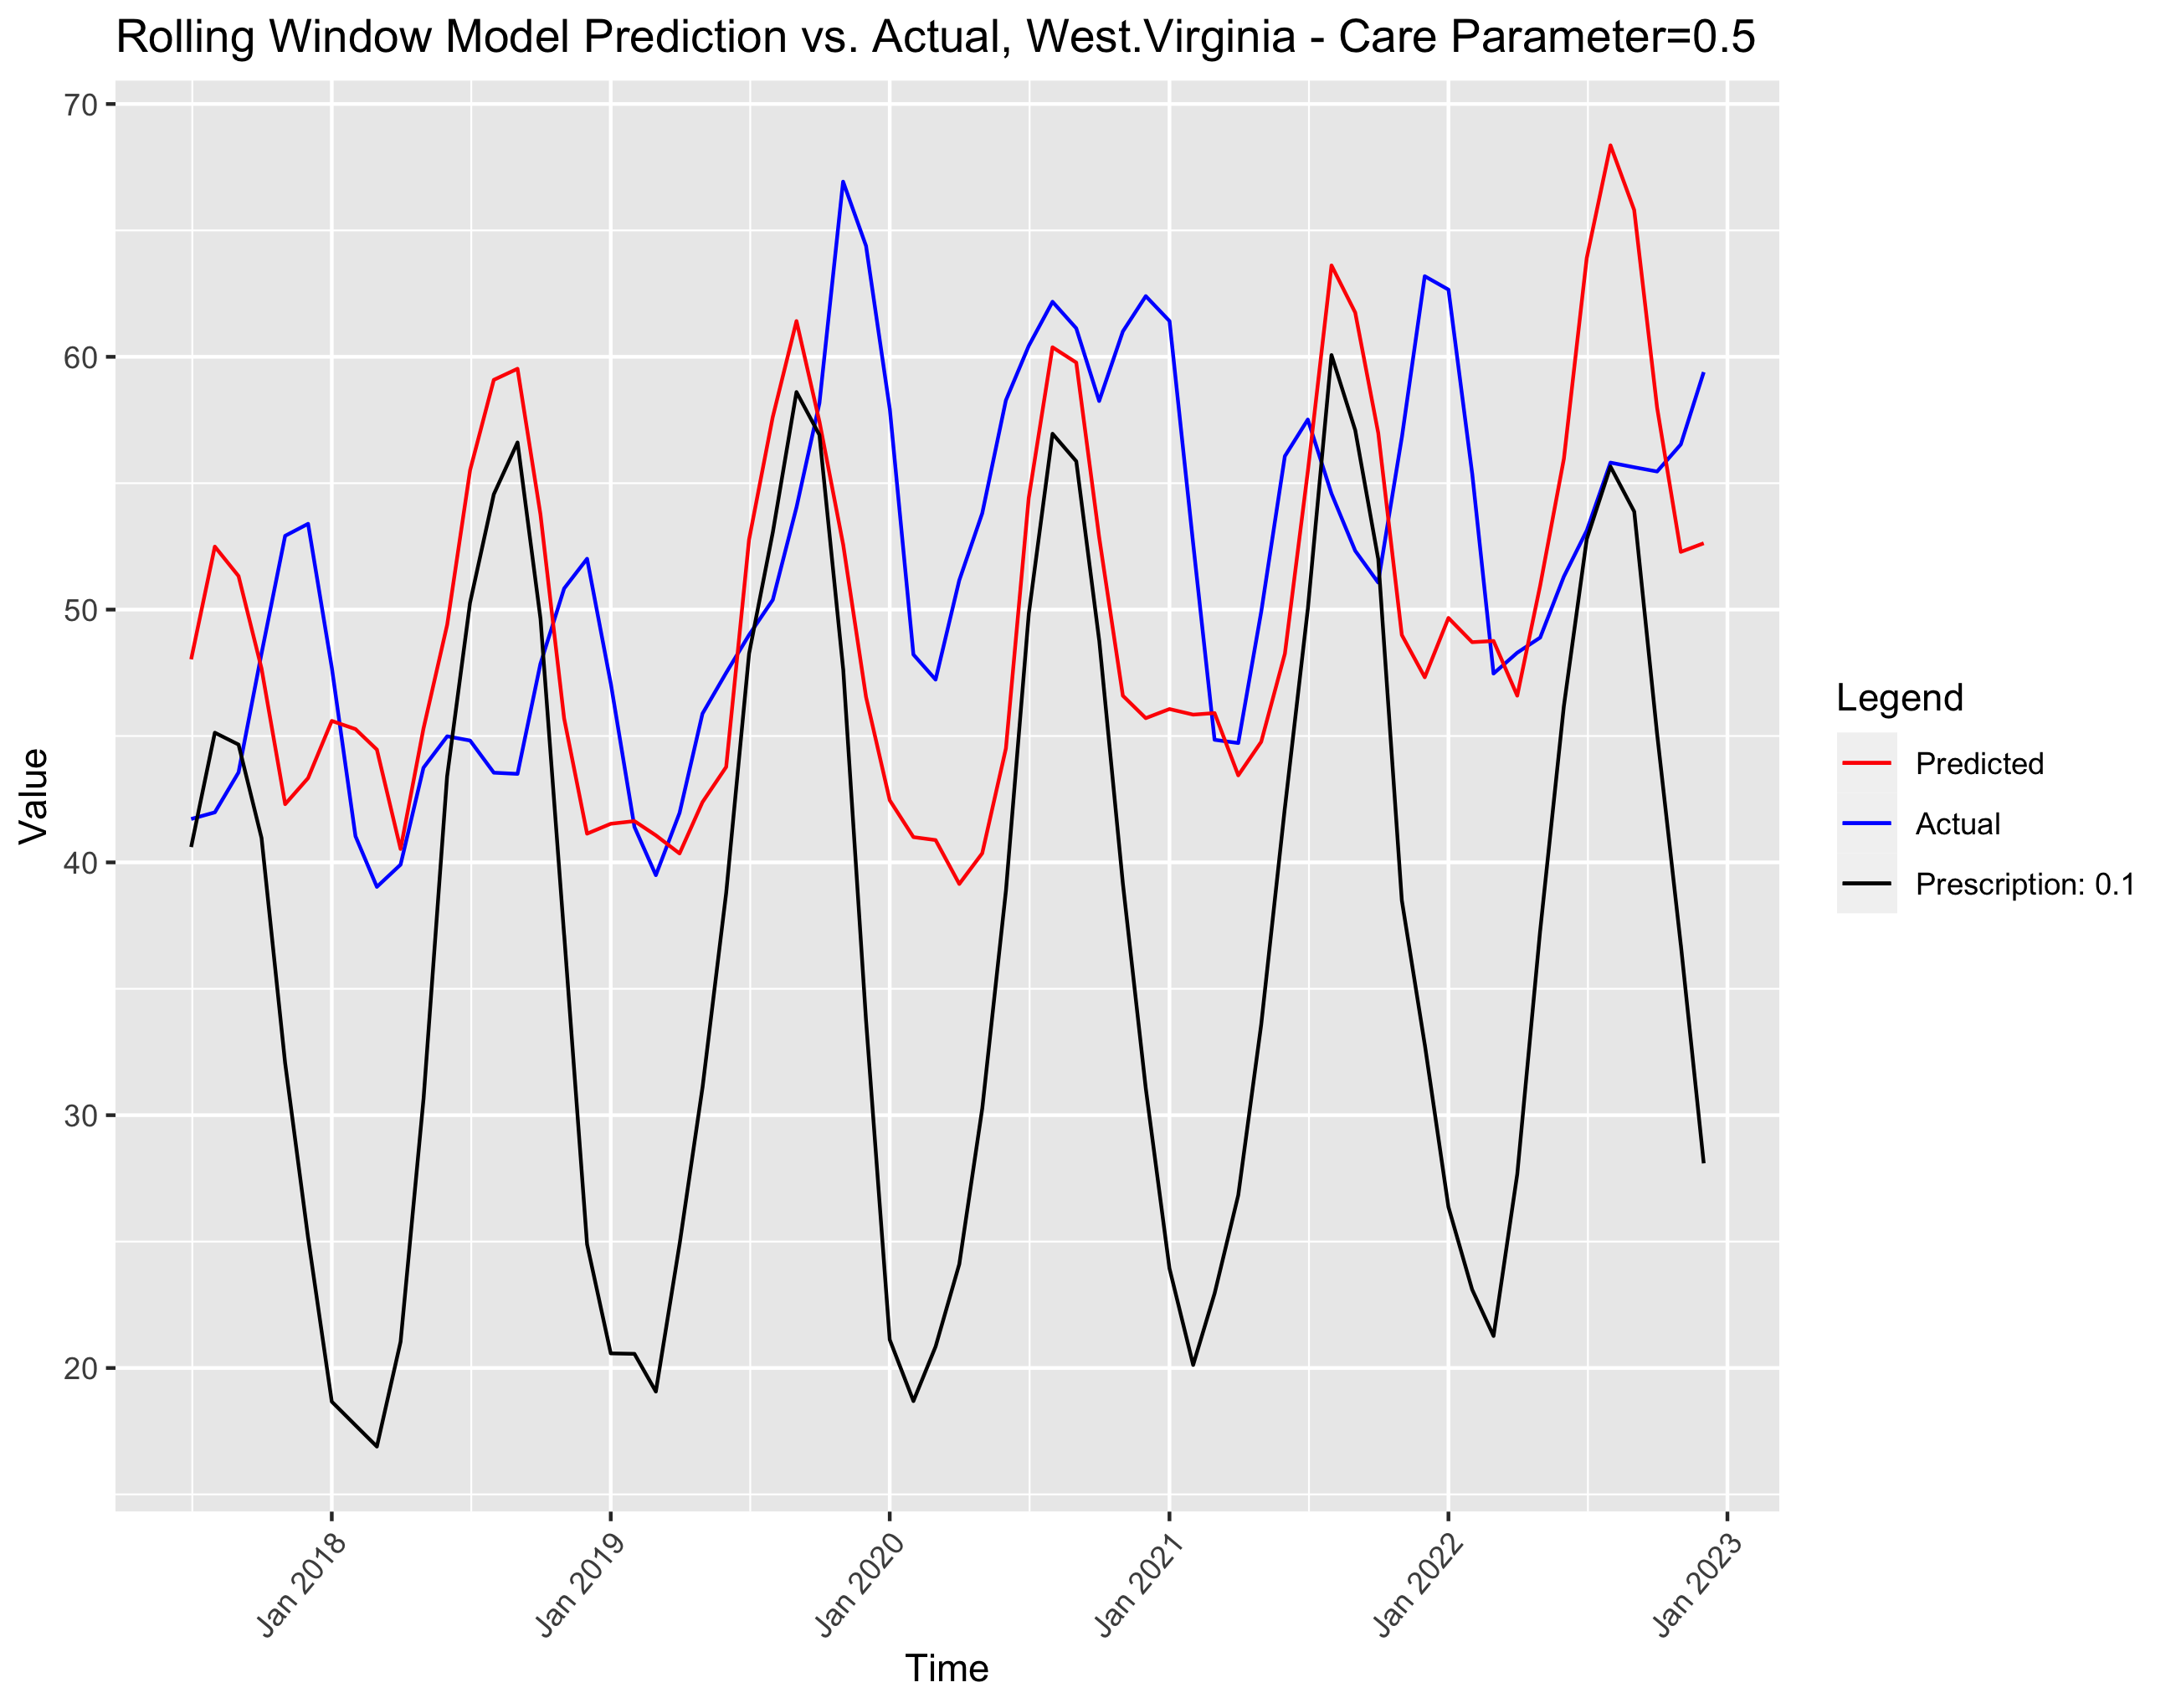 Rolling Window Model Prediction vs. Actual, West.Virginia - Care Parameter=0.5
70
60
50
40
30
20
Value
Jan 2018
Jan 2019
Jan 2020
Jan 2021
Jan 2022
Jan 2023
Time
Legend
Predicted
Actual
Prescription: 0.1